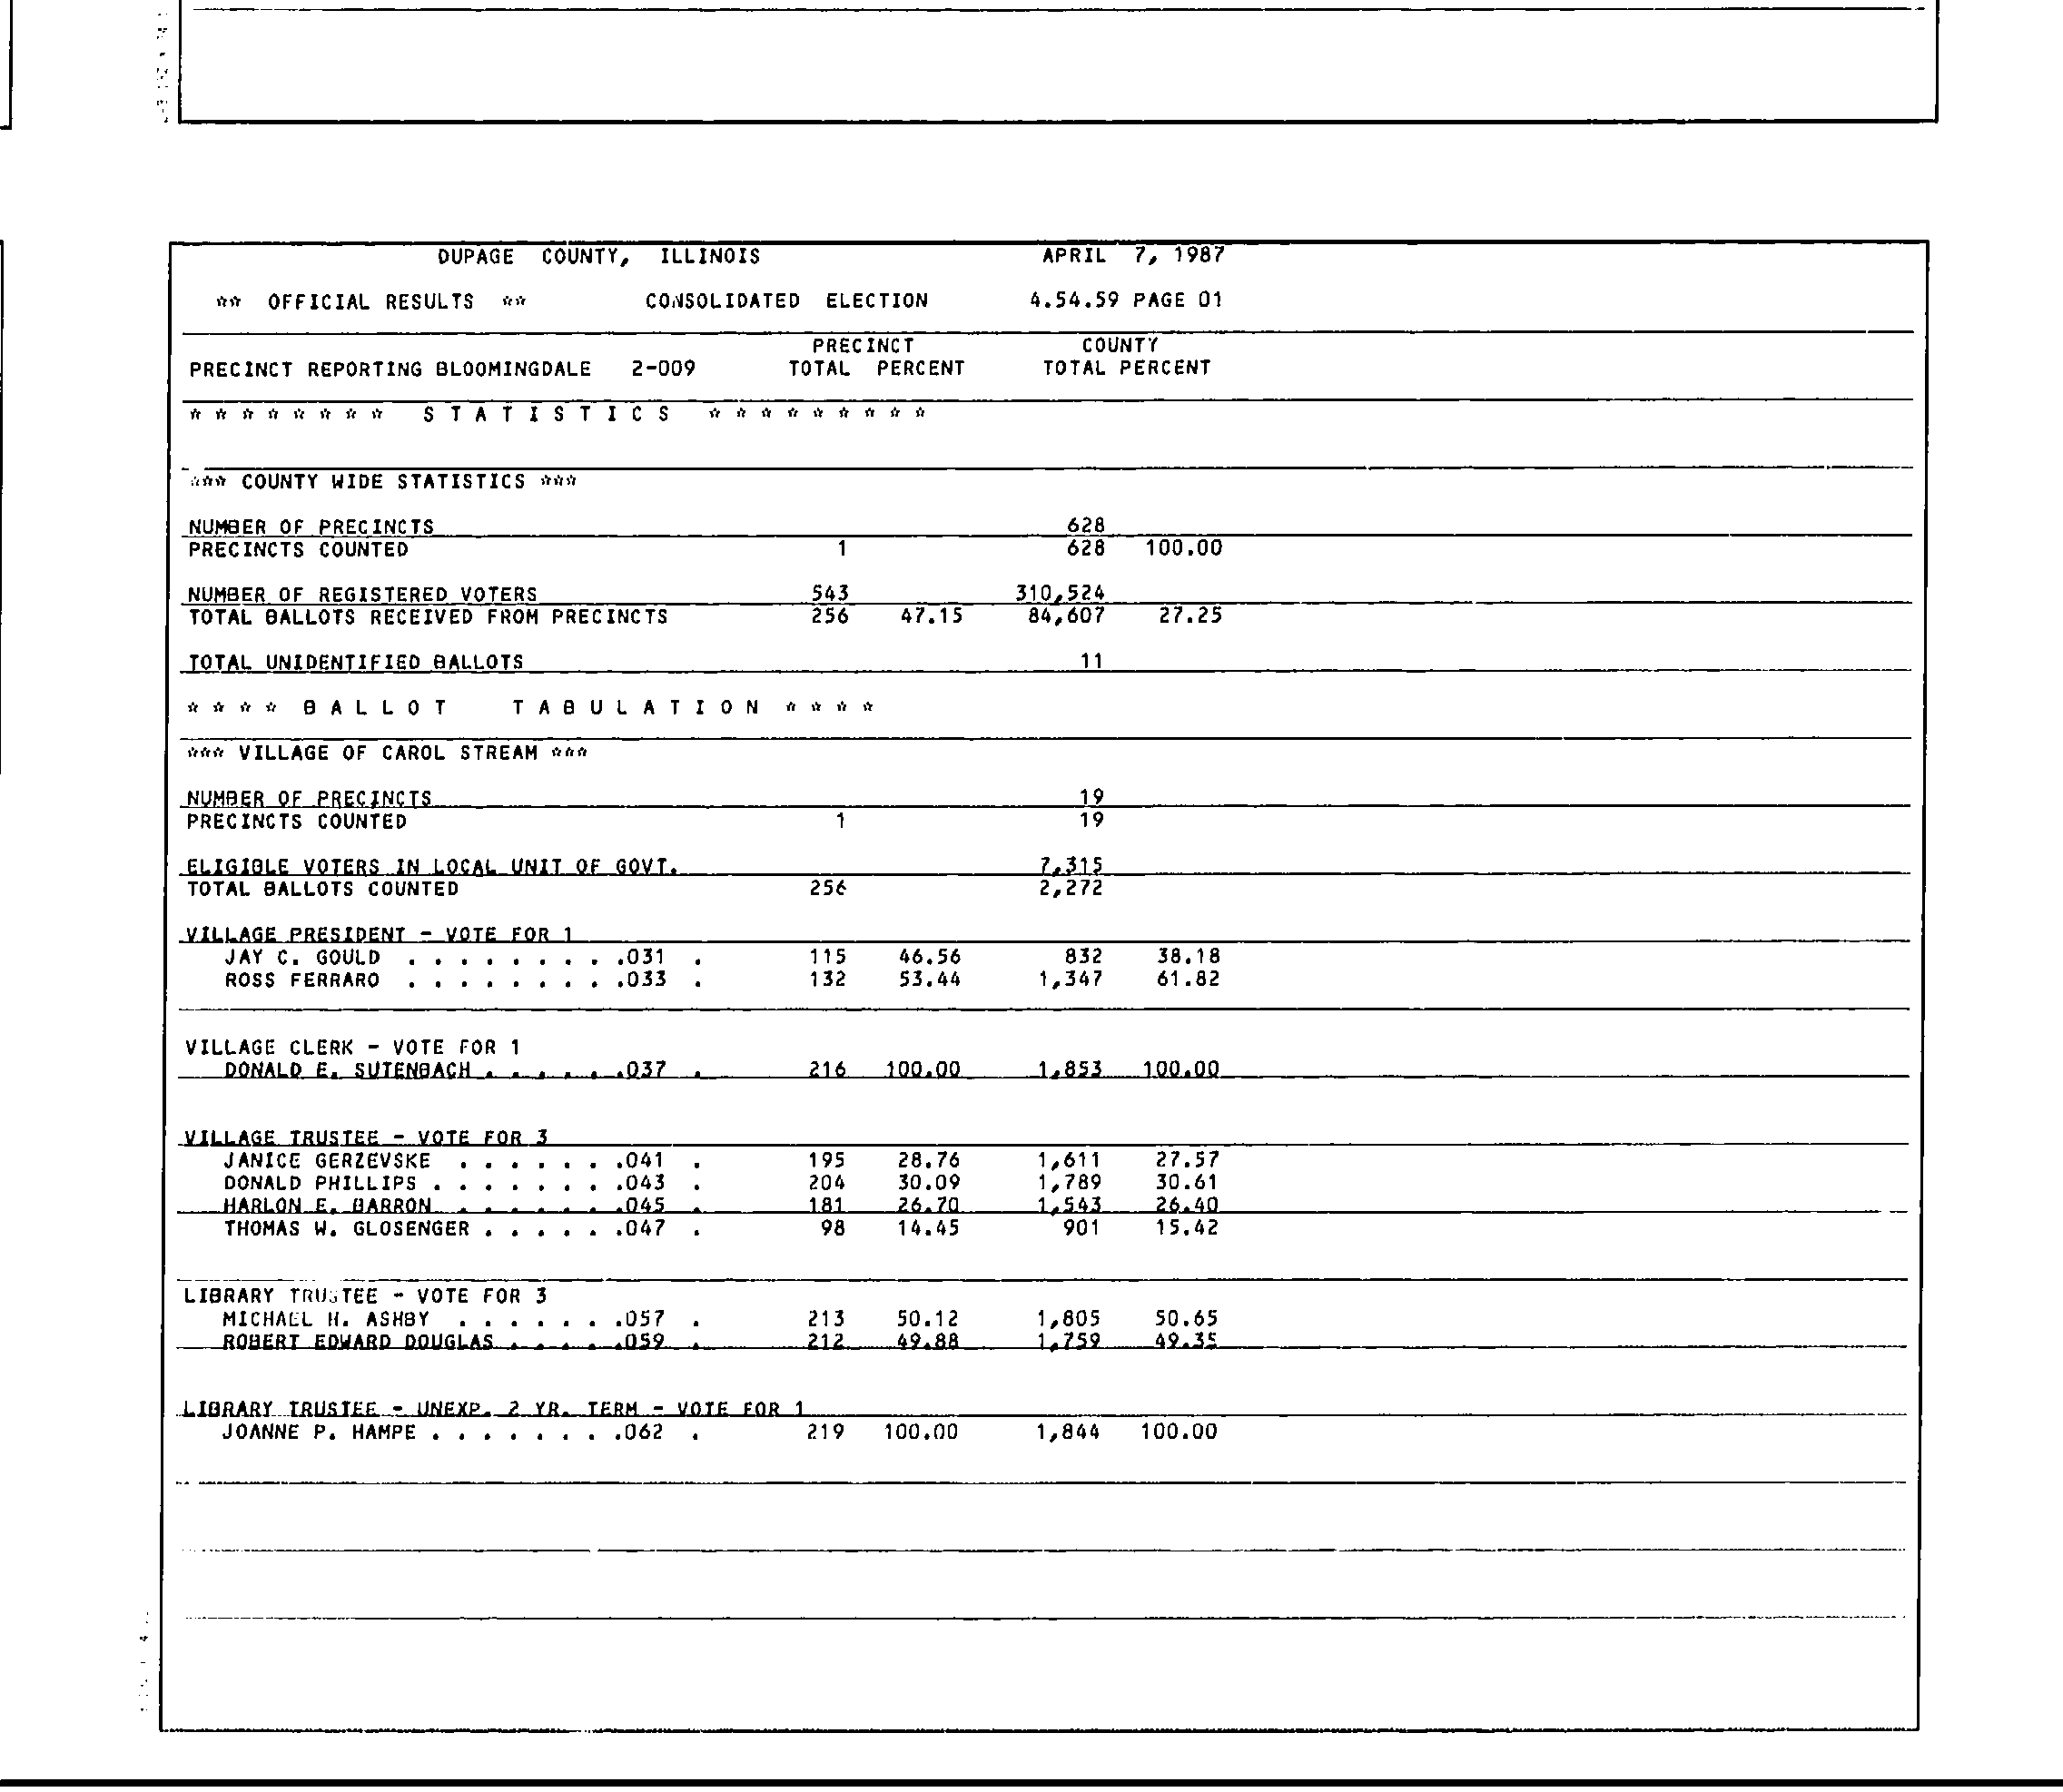 DUPAGE COUNTY, ILLINOIS APRIL 7, 1987
** OFFICIAL RESULTS ** CONSOLIDATED ELECTION 4.54.59 PAGE 01
PRECINCT COUNTY
PRECINCT REPORTING BLOOMINGDALE 2-009 TOTAL PERCENT TOTAL PERCENT
* * * * * * * * S T A T I S T I C S * * * * * * * * *
*** COUNTY WIDE STATISTICS ***
NUMBER OF PRECINCTS 628
PRECINCTS COUNTED 1 628 100.00
NUMBER OF REGISTERED VOTERS 543 310,524
TOTAL BALLOTS RECEIVED FROM PRECINCTS 256 47.15 84,607 27.25
TOTAL UNIDENTIFIED BALLOTS 11
* * * * B A L L O T T A B U L A T I O N * * * *
*** VILLAGE OF CAROL STREAM ***
NUMBER OF PRECINCTS 19
PRECINCTS COUNTED 1 19
ELIGIBLE VOTERS IN LOCAL UNIT OF GOVT. 7,315
TOTAL BALLOTS COUNTED 256 2,272
VILLAGE PRESIDENT - VOTE FOR 1
JAY C. GOULD . . . . . . . . .031 . 115 46.56 832 38.18
ROSS FERRARO . . . . . . . . .033 . 132 53.44 1,347 61.82
VILLAGE CLERK - VOTE FOR 1
DONALD E. SUTENBACH . . . . . .037 . 216 100.00 1,853 100.00
VILLAGE TRUSTEE - VOTE FOR 3
JANICE GERZEVSKE . . . . . . .041 . 195 28.76 1,611 27.57
DONALD PHILLIPS . . . . . . . .043 . 204 30.09 1,789 30.61
HARLON E. BARRON . . . . . . .045 . 181 26.70 1,543 26.40
THOMAS W. GLOSENGER . . . . . .047 . 98 14.45 901 15.42
LIBRARY TRUSTEE - VOTE FOR 3
MICHAEL H. ASHBY . . . . . . .057 . 213 50.12 1,805 50.65
ROBERT EDWARD DOUGLAS . . . . .059 . 212 49.88 1,759 49.35
LIBRARY TRUSTEE - UNEXP. 2 YR. TERM - VOTE FOR 1
JOANNE P. HAMPE . . . . . . . .062 . 219 100.00 1,844 100.00